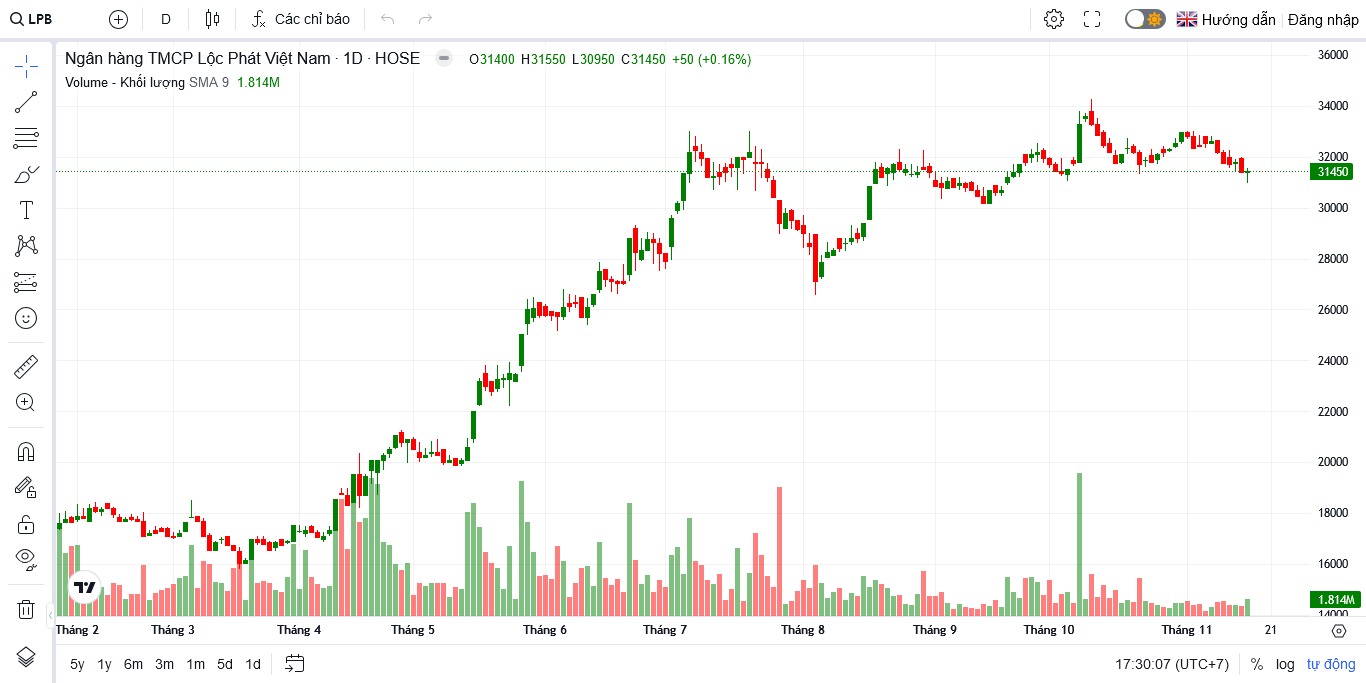 LPB D Các chỉ báo Hướng dẫn Đăng nhập
Ngân hàng TMCP Lộc Phát Việt Nam · 1D · HOSE O31400 H31550 L30950 C31450 +50 (+0.16%)
Volume - Khối lượng SMA 9 1.814M
36000
34000
32000
31450
30000
28000
26000
24000
22000
20000
18000
16000
1.814M
14000
Tháng 2 Tháng 3 Tháng 4 Tháng 5 Tháng 6 Tháng 7 Tháng 8 Tháng 9 Tháng 10 Tháng 11 21
5y 1y 6m 3m 1m 5d 1d 17:30:07 (UTC+7) % log tự động